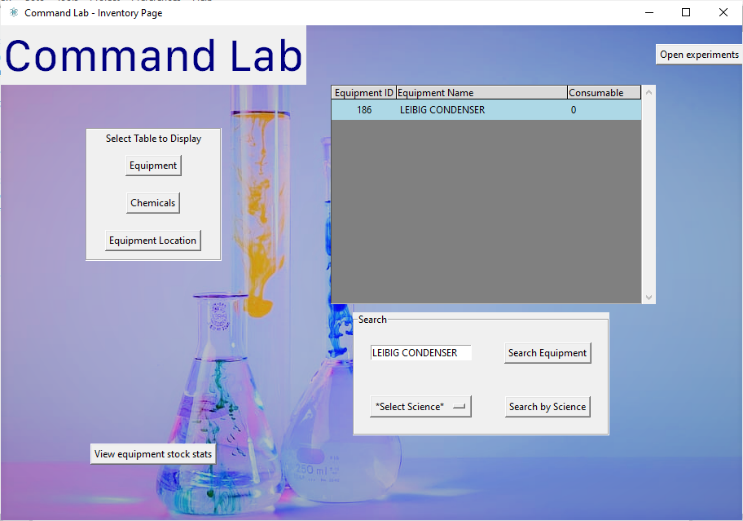 Command Lab - Inventory Page
Command Lab
Open experiments
Equipment ID Equipment Name Consumable
186 LEIBIG CONDENSER 0
Select Table to Display
Equipment
Chemicals
Equipment Location
Search
LEIBIG CONDENSER Search Equipment
*Select Science* Search by Science
View equipment stock stats
250 ml